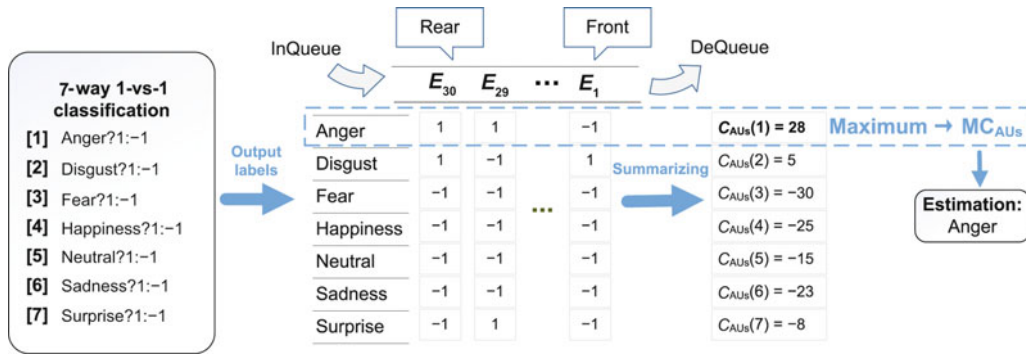 Rear
Front
InQueue
DeQueue
7-way 1-vs-1
classification
[1] Anger?1:−1
[2] Disgust?1:−1
[3] Fear?1:−1
[4] Happiness?1:−1
[5] Neutral?1:−1
[6] Sadness?1:−1
[7] Surprise?1:−1
Output
labels
E30 E29 ··· E1
Anger 1 1 −1
Disgust 1 −1 1
Fear −1 −1 −1
Happiness −1 −1 ... −1
Neutral −1 −1 −1
Sadness −1 −1 −1
Surprise −1 1 −1
Summarizing
CAUs(1) = 28 Maximum → MCAUs
CAUs(2) = 5
CAUs(3) = −30
CAUs(4) = −25
CAUs(5) = −15
CAUs(6) = −23
CAUs(7) = −8
Estimation:
Anger